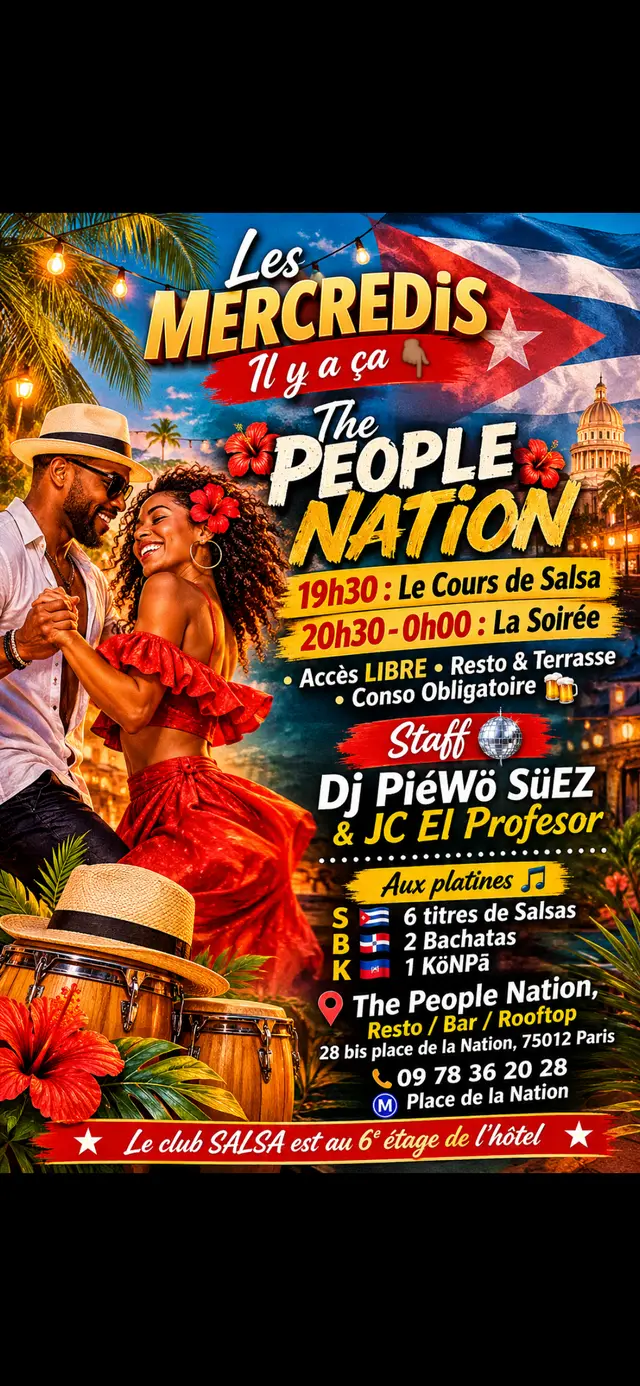 Les
MERCREDiS
Il y a ça 👇🏽
The
PEOPLE
NATiON
19h30 : Le Cours de Salsa
20h30 - 0h00 : La Soirée
• Accès LIBRE • Resto & Terrasse
• Conso Obligatoire 🍻
Staff
Dj PiéWö SüEZ
& JC El Profesor
Aux platines 🎵
S 🇨🇺 6 titres de Salsas
B 🇩🇴 2 Bachatas
K 🇭🇹 1 KöNPã
📍 The People Nation,
Resto / Bar / Rooftop
28 bis place de la Nation, 75012 Paris
📞 09 78 36 20 28
Ⓜ Place de la Nation
★ Le club SALSA est au 6e étage de l'hôtel ★